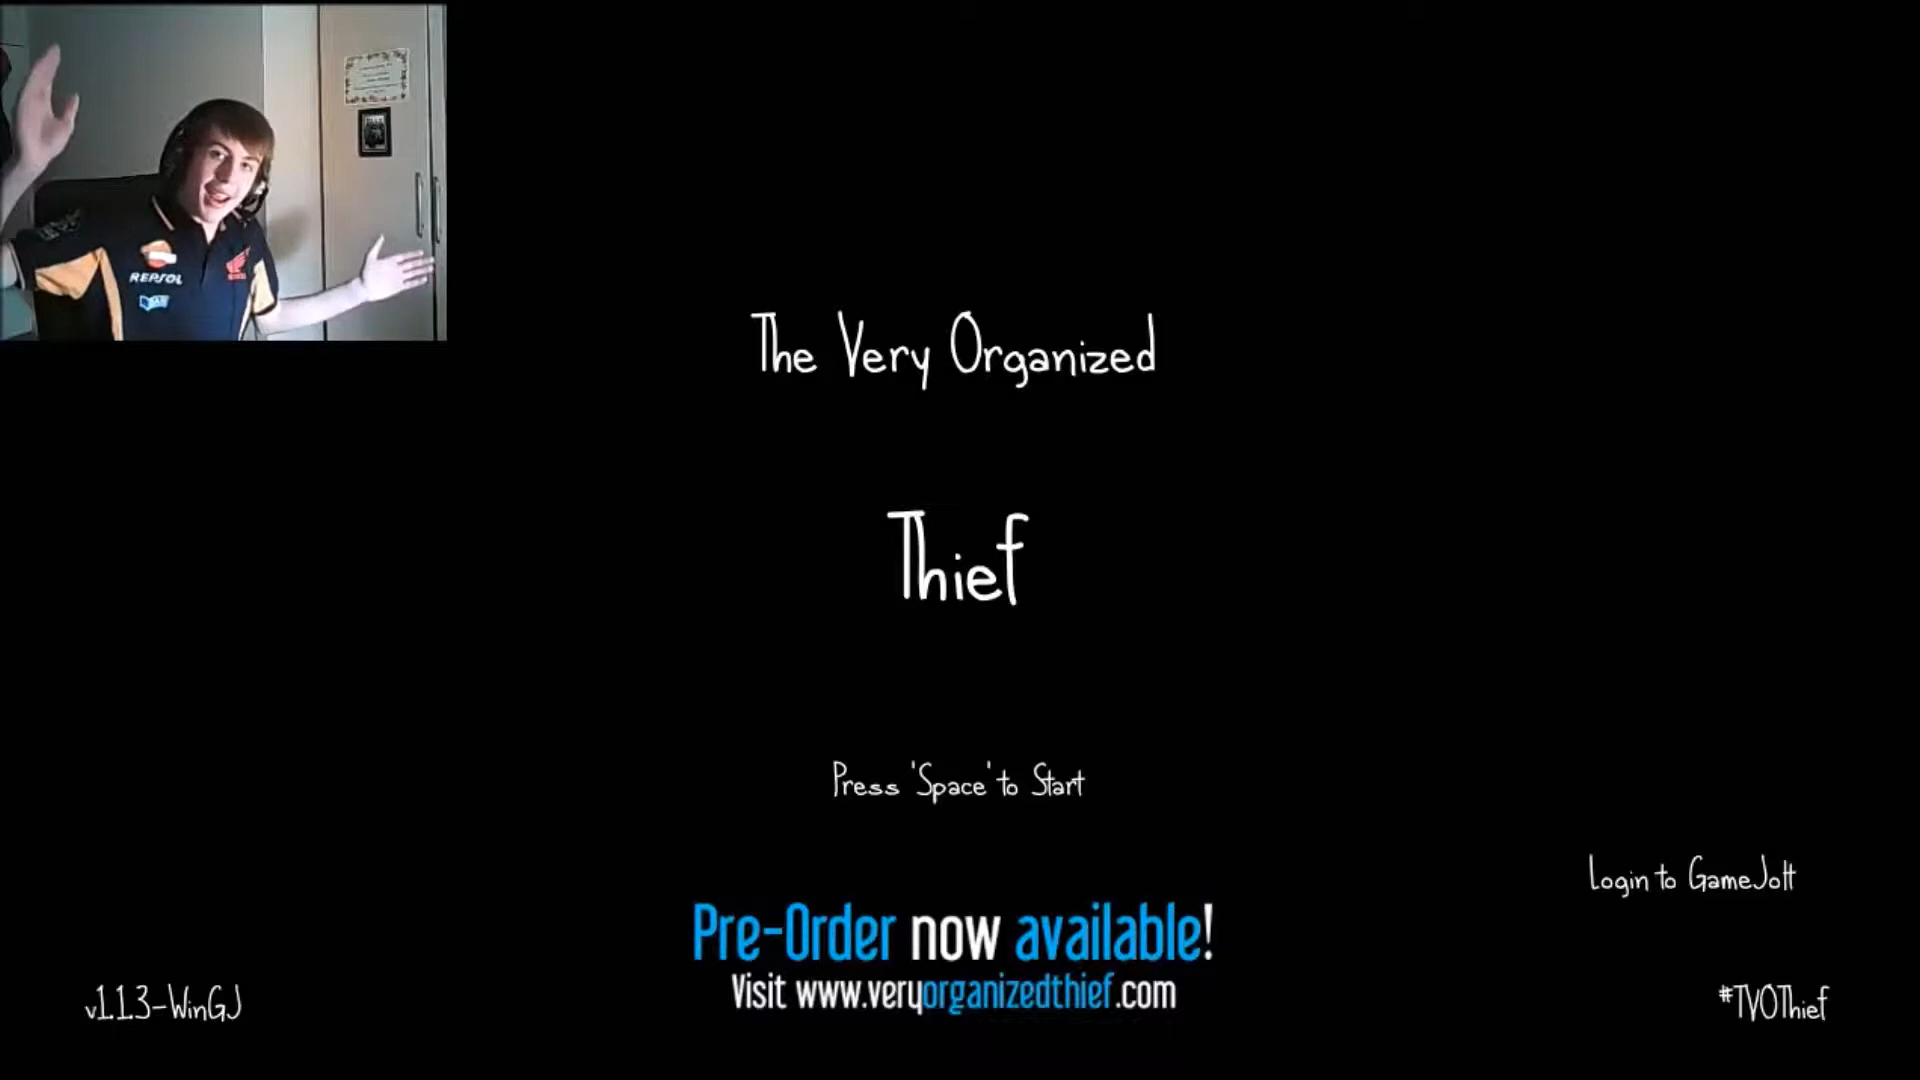 REPSOL
The Very Organized
Thief
Press 'Space' to Start
Login to GameJolt
Pre-Order now available!
Visit www.veryorganizedthief.com
v1.1.3-WinGJ
#TVOThief